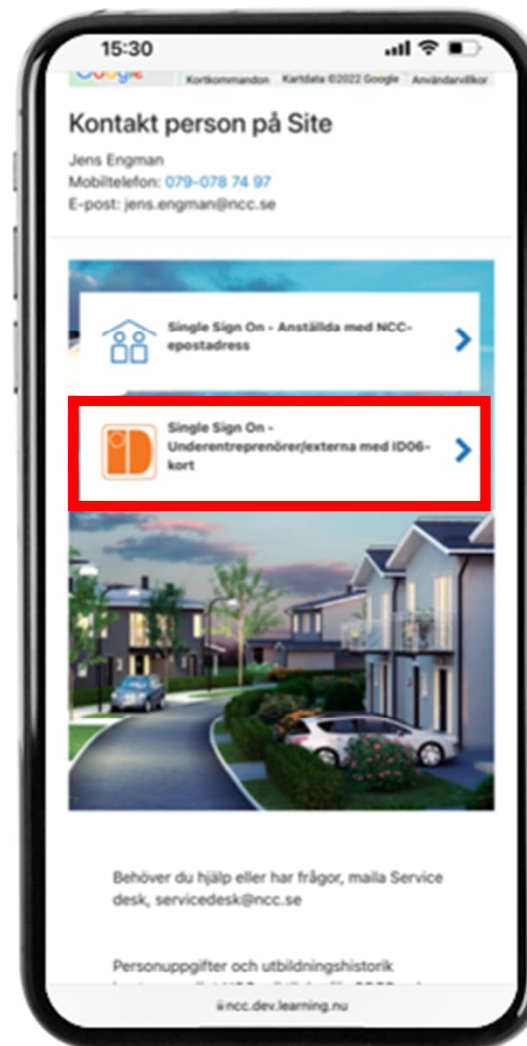 15:30
Google
Kortkommandon Kartdata ©2022 Google Användarvillkor
Kontakt person på Site
Jens Engman
Mobiltelefon: 079-078 74 97
E-post: jens.engman@ncc.se
Single Sign On - Anställda med NCC-
epostadress
Single Sign On -
Underentreprenörer/externa med ID06-
kort
Behöver du hjälp eller har frågor, maila Service
desk, servicedesk@ncc.se
Personuppgifter och utbildningshistorik
ncc.dev.learning.nu